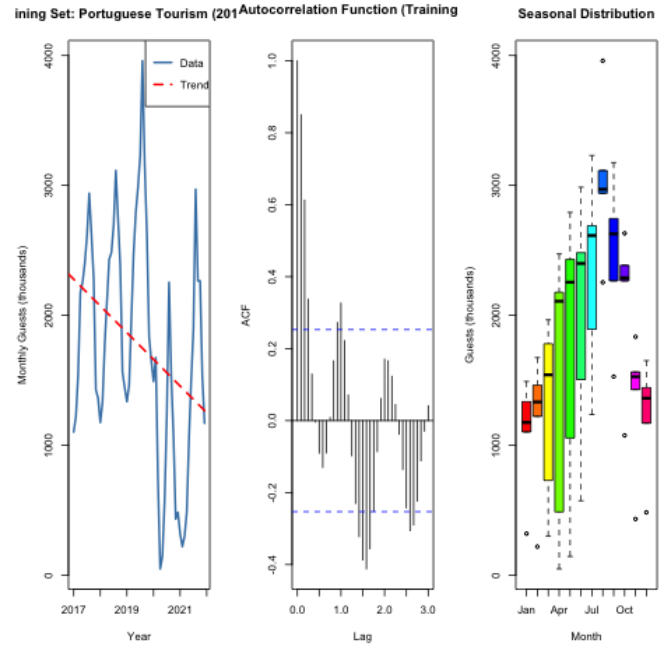 ining Set: Portuguese Tourism (201
Data
Trend
Monthly Guests (thousands)
4000
3000
2000
1000
0
2017
2019
2021
Year
Autocorrelation Function (Training
ACF
1.0
0.8
0.6
0.4
0.2
0.0
-0.2
-0.4
0.0
1.0
2.0
3.0
Lag
Seasonal Distribution
Guests (thousands)
4000
3000
2000
1000
0
Jan
Apr
Jul
Oct
Month